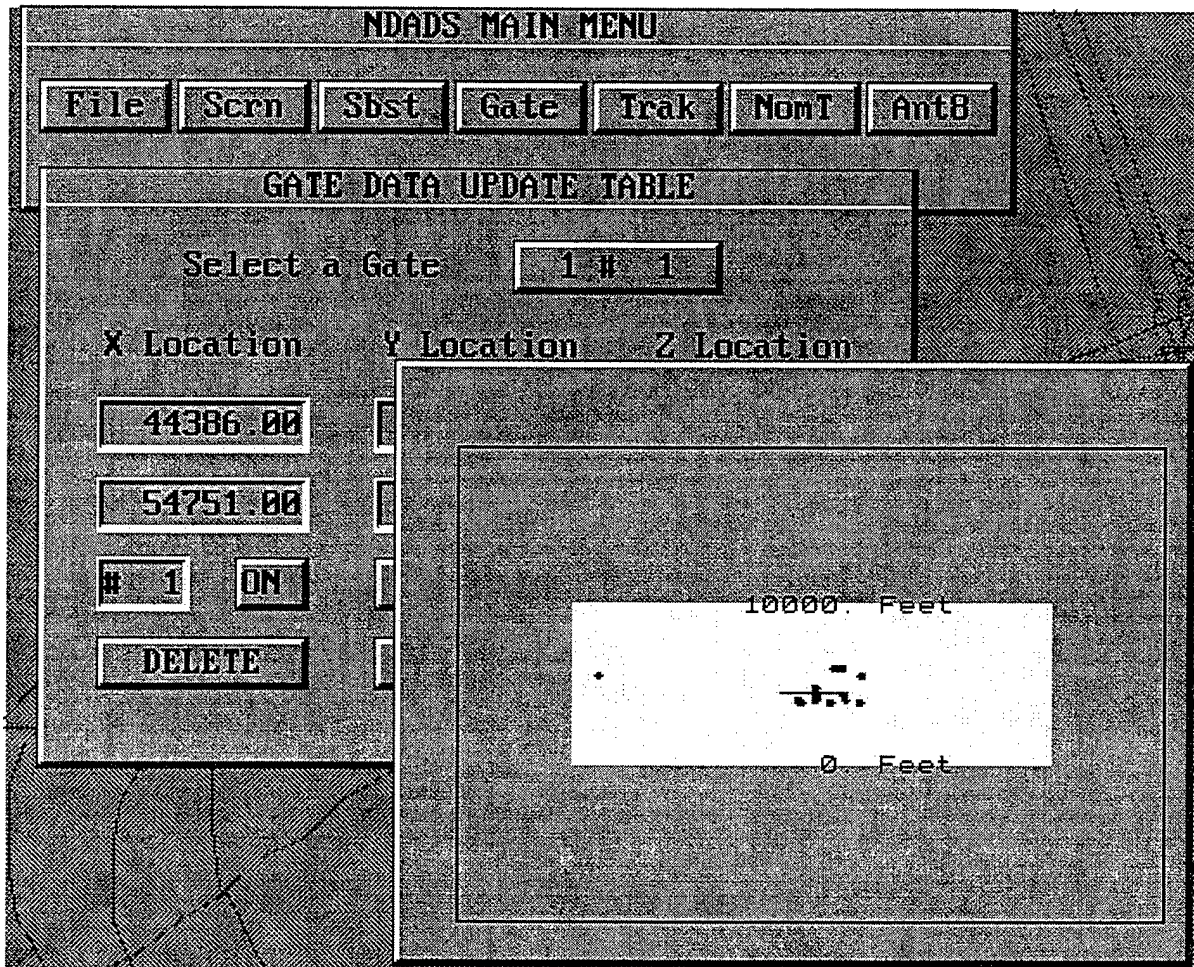 NDADS MAIN MENU
File Scrn Sbst Gate Trak NomT Ant8
GATE DATA UPDATE TABLE
Select a Gate 1 # 1
X Location Y Location Z Location
44386.00
54751.00
# 1 ON
DELETE
10000. Feet
0. Feet